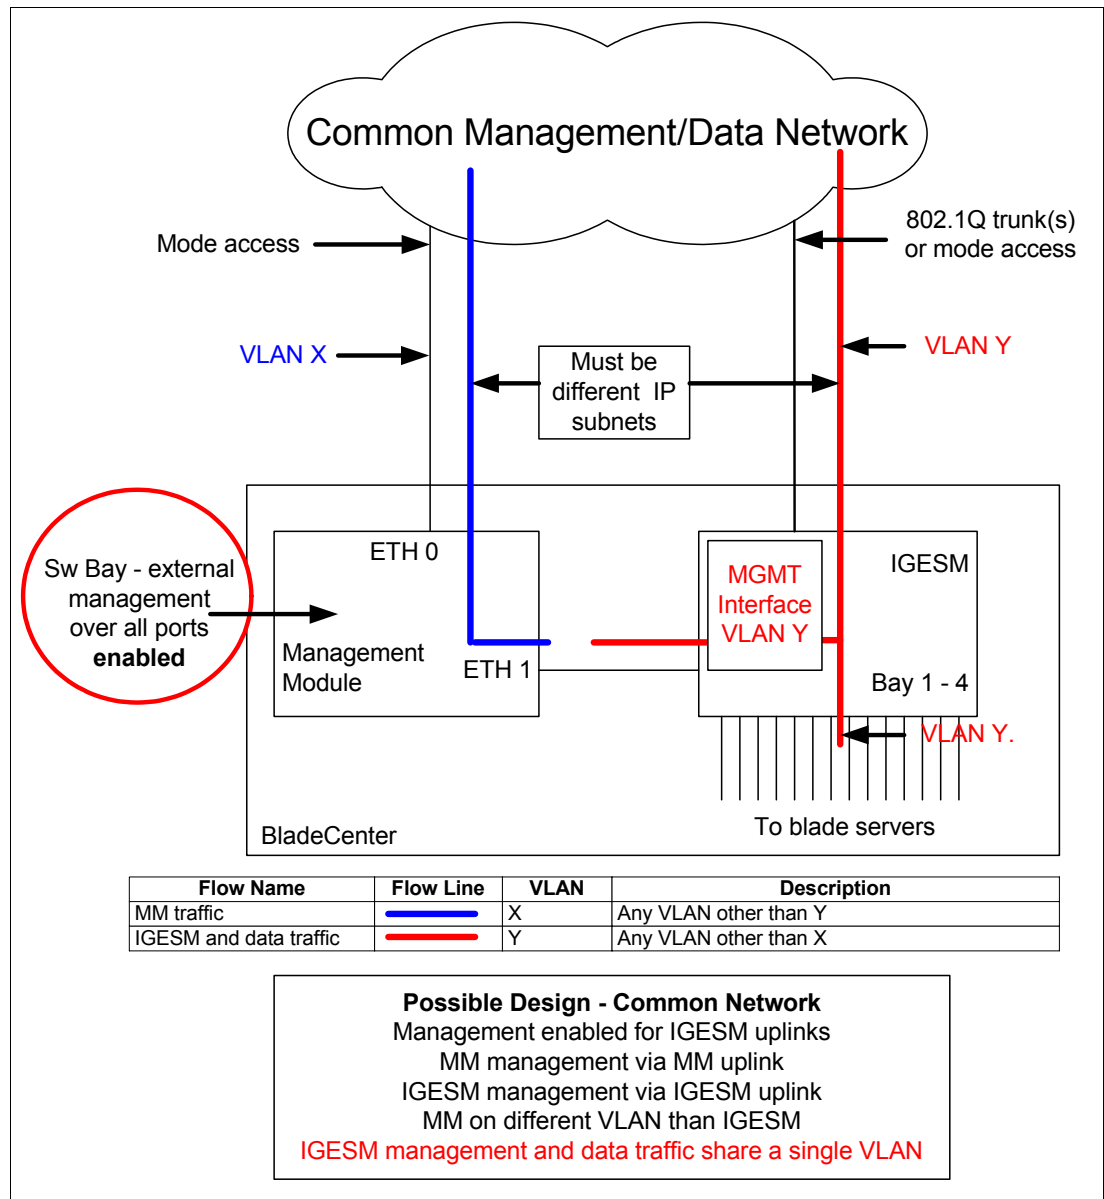 Common Management/Data Network
Mode access
802.1Q trunk(s)
or mode access
VLAN X
Must be
different IP
subnets
VLAN Y
Sw Bay - external
management
over all ports
enabled
ETH 0
Management
Module
ETH 1
MGMT
Interface
VLAN Y
IGESM
Bay 1 - 4
VLAN Y.
To blade servers
BladeCenter
Flow Name Flow Line VLAN Description
MM traffic X Any VLAN other than Y
IGESM and data traffic Y Any VLAN other than X
Possible Design - Common Network
Management enabled for IGESM uplinks
MM management via MM uplink
IGESM management via IGESM uplink
MM on different VLAN than IGESM
IGESM management and data traffic share a single VLAN